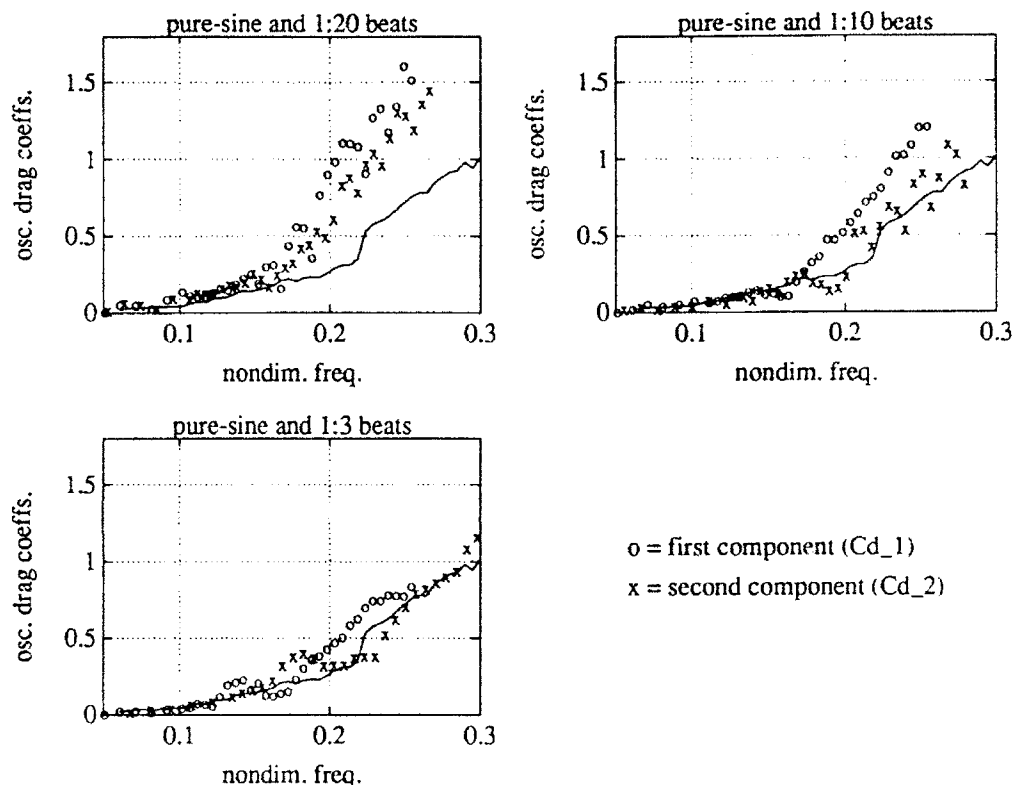 pure-sine and 1:20 beats
osc. drag coeffs.
1.5
1
0.5
0
0.1
0.2
0.3
nondim. freq.
pure-sine and 1:10 beats
osc. drag coeffs.
1.5
1
0.5
0
0.1
0.2
0.3
nondim. freq.
pure-sine and 1:3 beats
osc. drag coeffs.
1.5
1
0.5
0
0.1
0.2
0.3
nondim. freq.
o = first component (Cd_1)
x = second component (Cd_2)